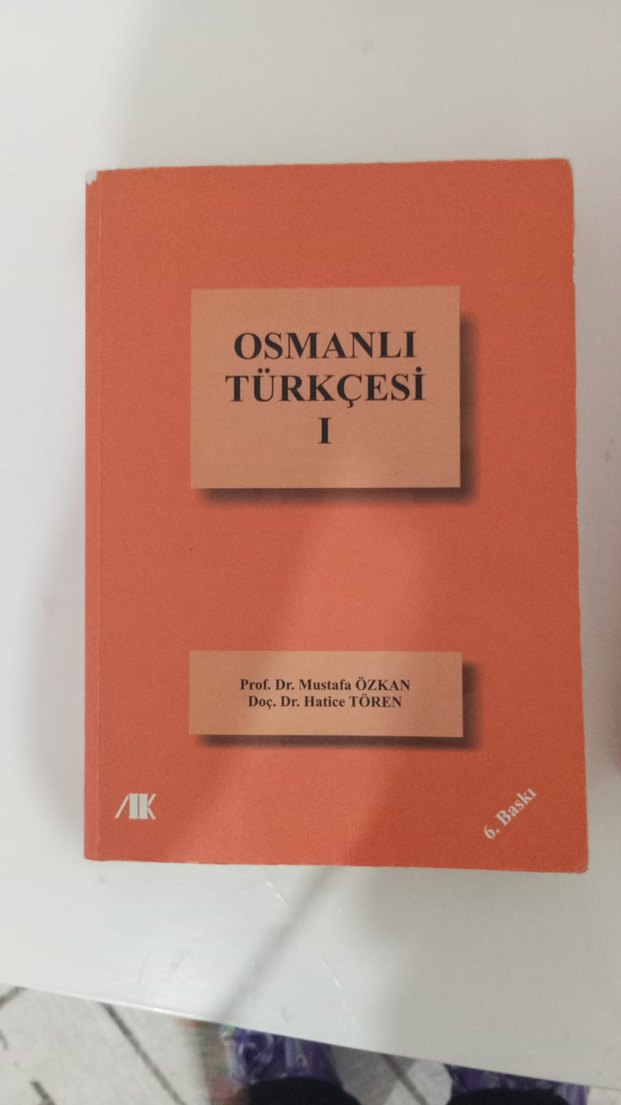 OSMANLI
TÜRKÇESİ
I
Prof. Dr. Mustafa ÖZKAN
Doç. Dr. Hatice TÖREN
AK
6. Baskı